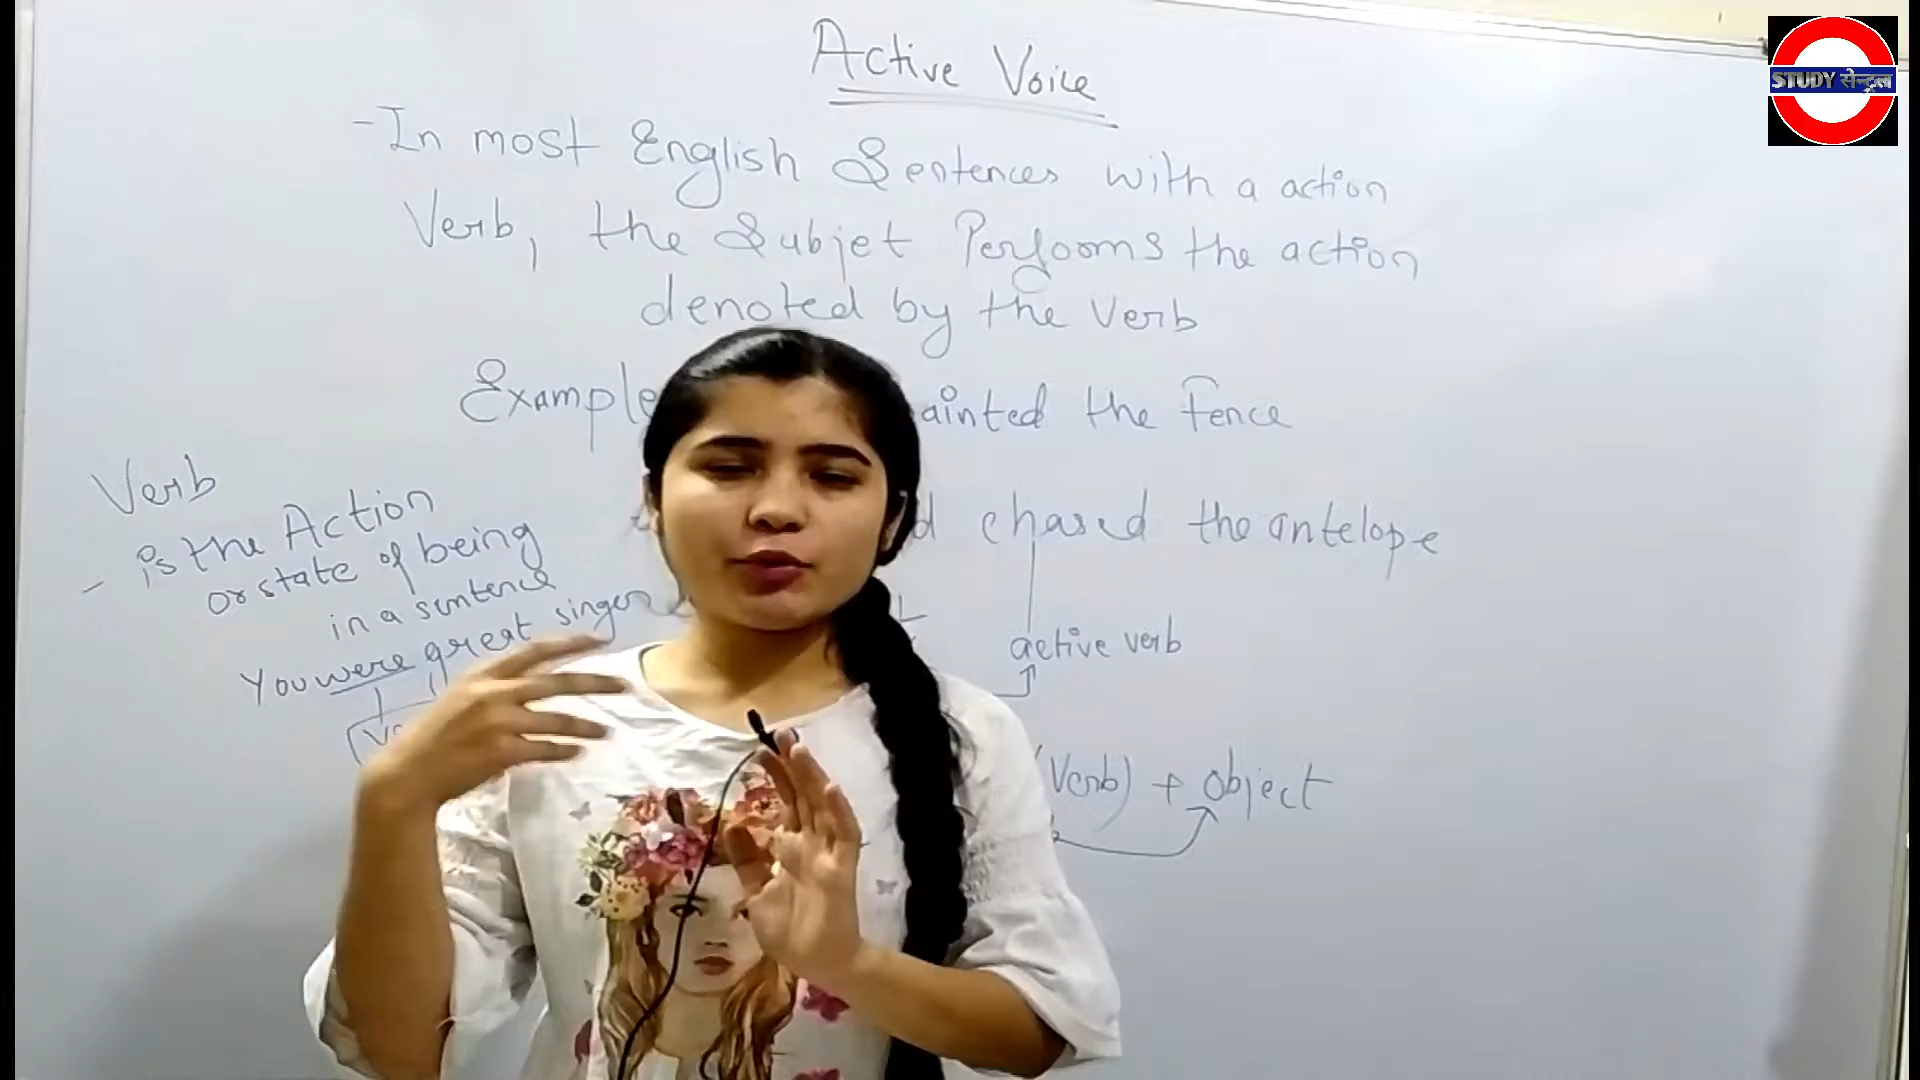 Active Voice
-In most English Sentences with a action
Verb, the Subjet Perfooms the action
denoted by the Verb
Example the Fence
chased the antelope
active verb
(Verb) + object
Verb
- is the Action
or state of being
in a sentence
You were great singer
STUDY सेन्ट्रल